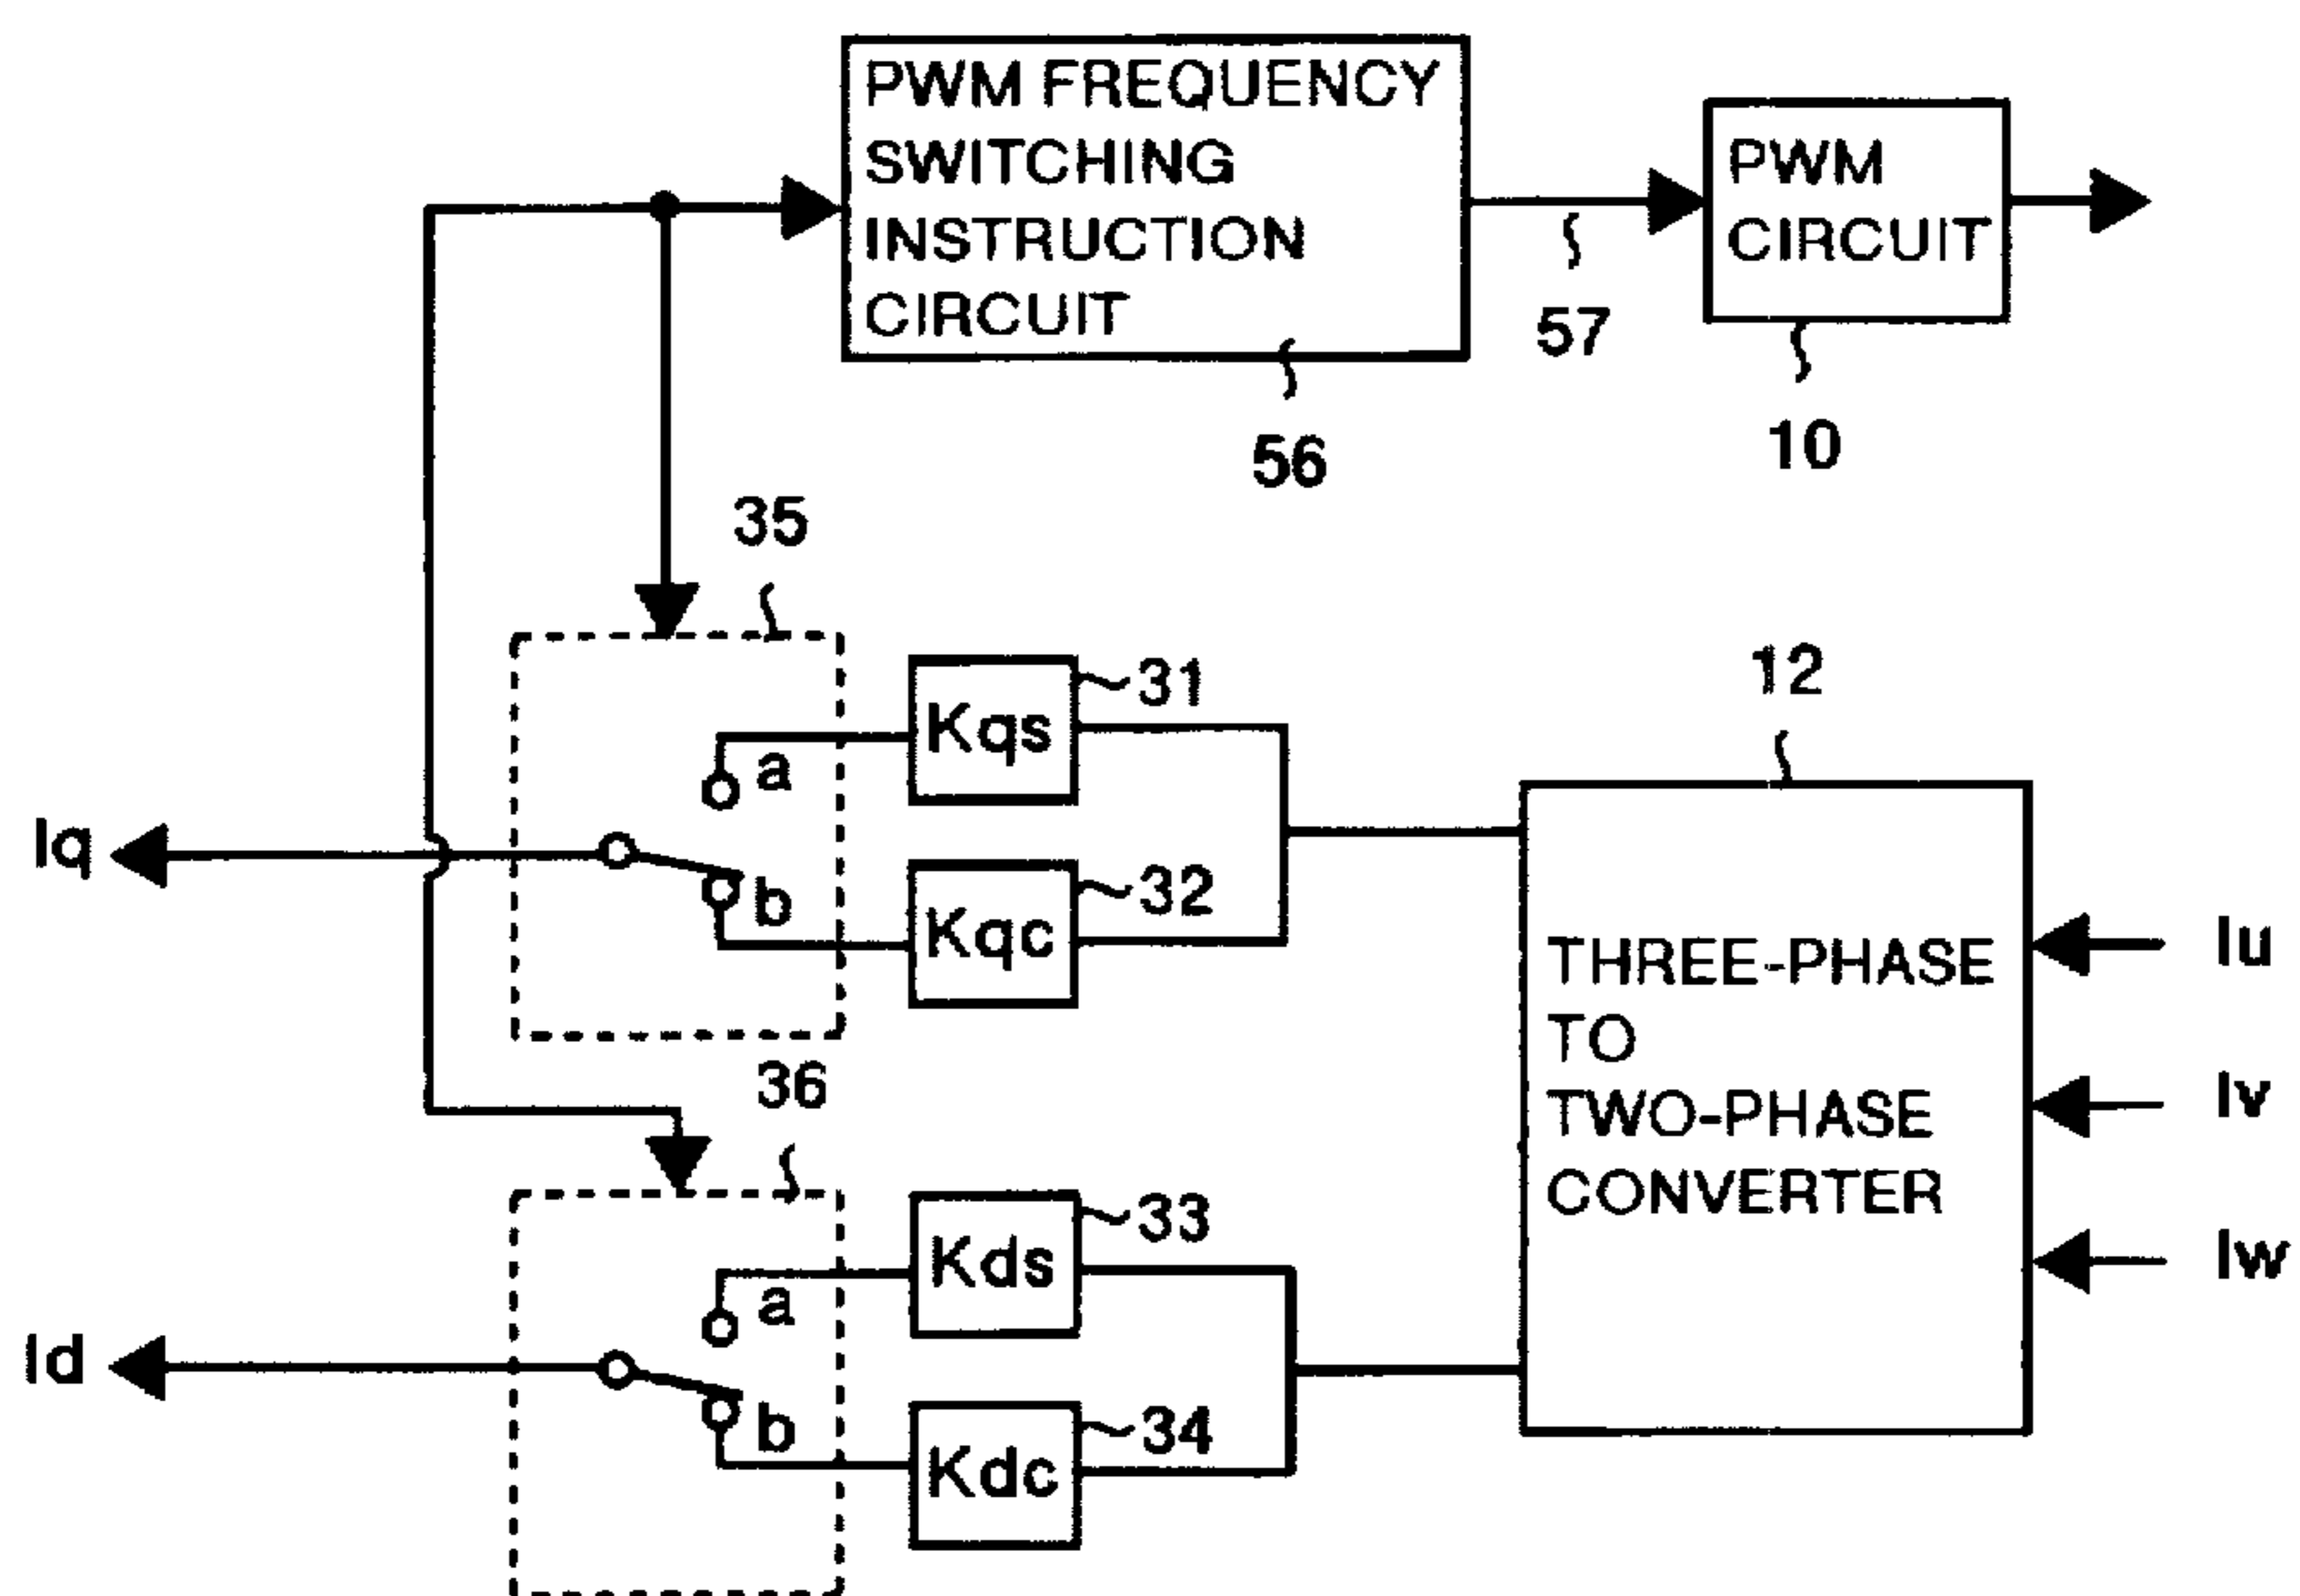 PWM FREQUENCY
SWITCHING
INSTRUCTION
CIRCUIT
PWM
CIRCUIT
57
10
56
35
12
31
Kqs
a
Iq
32
b
Kqc
Iu
THREE-PHASE
TO
TWO-PHASE
CONVERTER
Iv
36
33
Kds
Iw
a
Id
34
b
Kdc